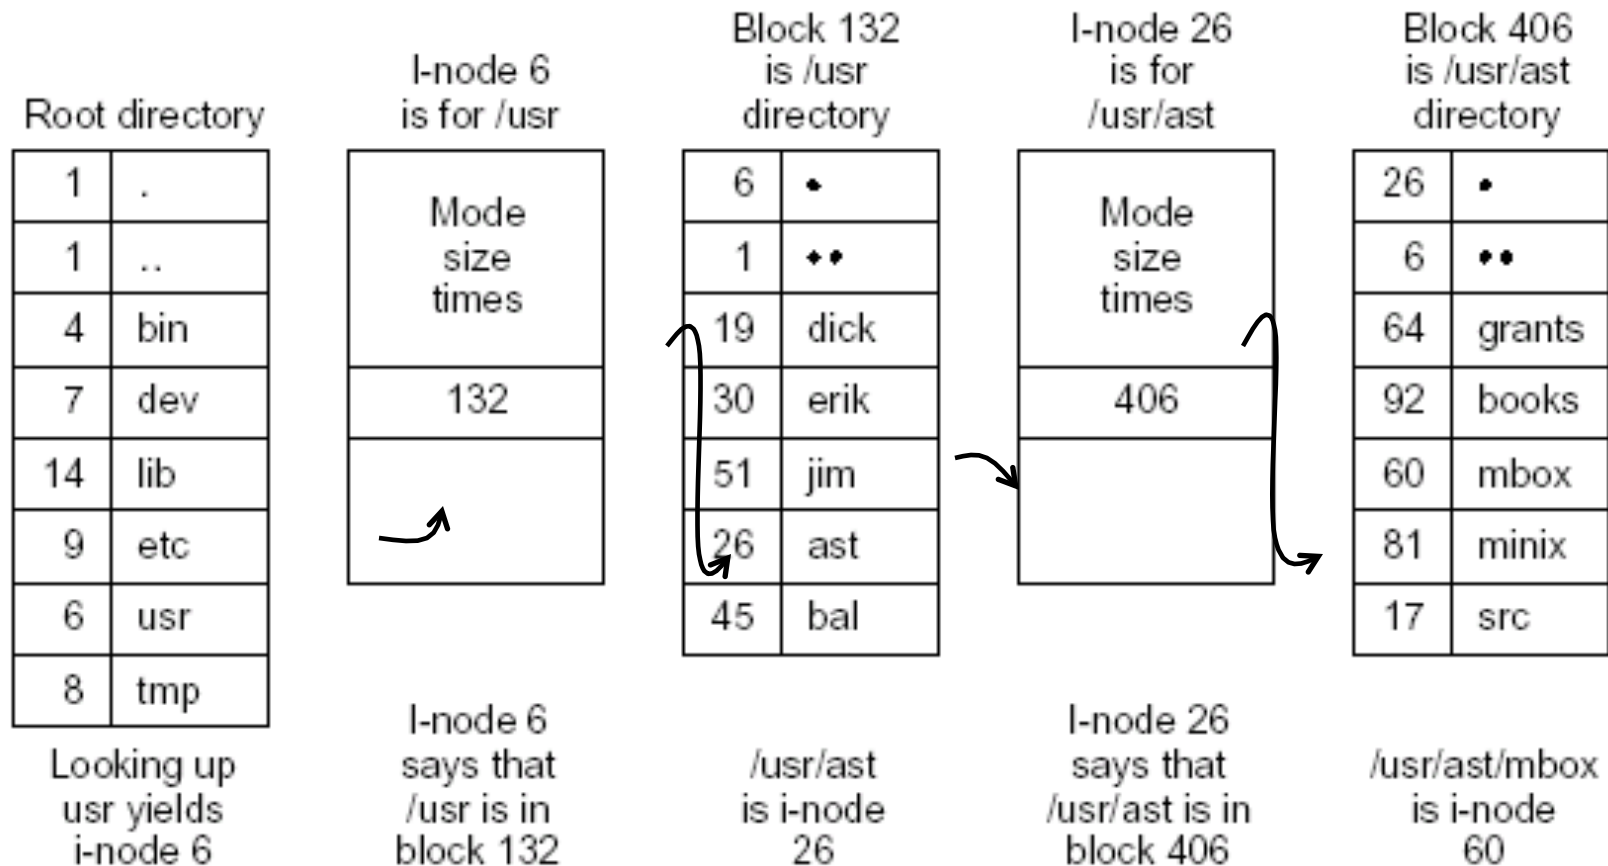 Root directory
1 .
1 ..
4 bin
7 dev
14 lib
9 etc
6 usr
8 tmp
Looking up
usr yields
i-node 6
I-node 6
is for /usr
Mode
size
times
132
I-node 6
says that
/usr is in
block 132
Block 132
is /usr
directory
6 •
1 ••
19 dick
30 erik
51 jim
26 ast
45 bal
/usr/ast
is i-node
26
I-node 26
is for
/usr/ast
Mode
size
times
406
I-node 26
says that
/usr/ast is in
block 406
Block 406
is /usr/ast
directory
26 •
6 ••
64 grants
92 books
60 mbox
81 minix
17 src
/usr/ast/mbox
is i-node
60